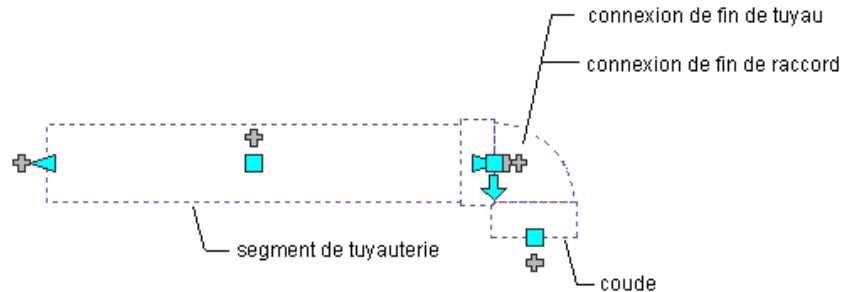 connexion de fin de tuyau
connexion de fin de raccord
segment de tuyauterie
coude